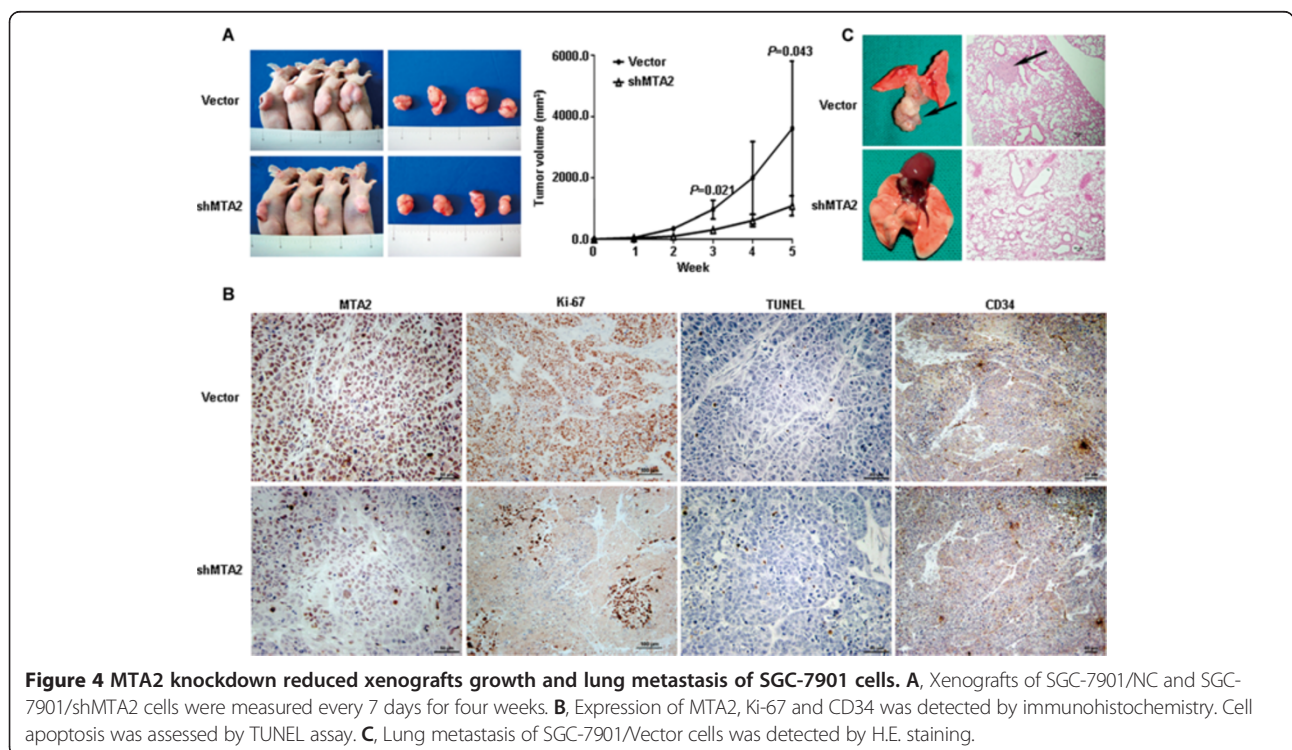 A
C
Vector
shMTA2
6000.0
4000.0
2000.0
0.0
Tumor volume (mm³)
Vector
shMTA2
P=0.021
P=0.043
0 1 2 3 4 5
Week
Vector
shMTA2
B
MTA2 Ki-67 TUNEL CD34
Vector
shMTA2
Figure 4 MTA2 knockdown reduced xenografts growth and lung metastasis of SGC-7901 cells. A, Xenografts of SGC-7901/NC and SGC-
7901/shMTA2 cells were measured every 7 days for four weeks. B, Expression of MTA2, Ki-67 and CD34 was detected by immunohistochemistry. Cell
apoptosis was assessed by TUNEL assay. C, Lung metastasis of SGC-7901/Vector cells was detected by H.E. staining.